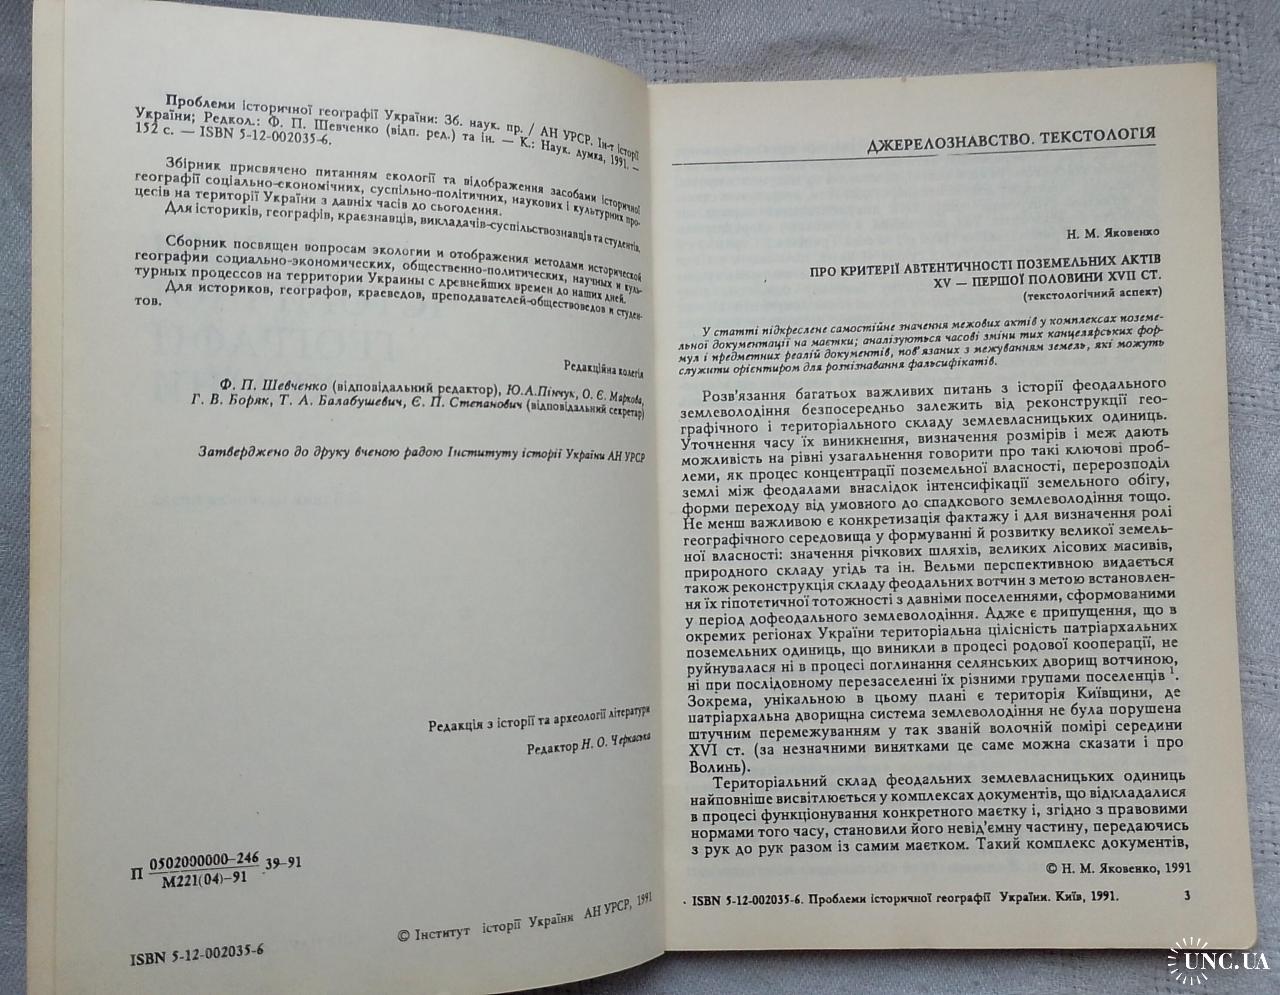 Проблеми історичної географії України: Зб. наук. пр. / АН УРСР. Ін-т історії
України; Редкол.: Ф. П. Шевченко (відп. ред.) та ін. — К.: Наук. думка, 1991. —
152 с. — ISBN 5-12-002035-6.
Збірник присвячено питанням екології та відображення засобами історичної
географії соціально-економічних, суспільно-політичних, наукових і культурних про-
цесів на території України з давніх часів до сьогодення.
Для істориків, географів, краєзнавців, викладачів-суспільствознавців та студентів.
Сборник посвящен вопросам экологии и отображения методами исторической
географии социально-экономических, общественно-политических, научных и куль-
турных процессов на территории Украины с древнейших времен до наших дней.
Для историков, географов, краеведов, преподавателей-обществоведов и студен-
тов.
Редакційна колегія
Ф. П. Шевченко (відповідальний редактор), Ю.А.Пінчук, О. Є. Маркова,
Г. В. Боряк, Т. А. Балабушевич, Є. П. Степанович (відповідальний секретар)
Затверджено до друку вченою радою Інституту історії України АН УРСР
Редакція з історії та археології літератури
Редактор Н. О. Черкаська
П 0502000000–246 39–91
М221(04)–91
© Інститут історії України АН УРСР, 1991
ISBN 5-12-002035-6
ДЖЕРЕЛОЗНАВСТВО. ТЕКСТОЛОГІЯ
Н. М. Яковенко
ПРО КРИТЕРІЇ АВТЕНТИЧНОСТІ ПОЗЕМЕЛЬНИХ АКТІВ
XV — ПЕРШОЇ ПОЛОВИНИ XVII СТ.
(текстологічний аспект)
У статті підкреслене самостійне значення межових актів у комплексах поземе-
льної документації на маєтки; аналізуються часові зміни тих канцелярських фор-
мул і предметних реалій документів, пов'язаних з межуванням земель, які можуть
служити орієнтиром для розпізнавання фальсифікатів.
Розв'язання багатьох важливих питань з історії феодального
землеволодіння безпосередньо залежить від реконструкції гео-
графічного і територіального складу землевласницьких одиниць.
Уточнення часу їх виникнення, визначення розмірів і меж дають
можливість на рівні узагальнення говорити про такі ключові проб-
леми, як процес концентрації поземельної власності, перерозподіл
землі між феодалами внаслідок інтенсифікації земельного обігу,
форми переходу від умовного до спадкового землеволодіння тощо.
Не менш важливою є конкретизація фактажу і для визначення ролі
географічного середовища у формуванні й розвитку великої земель-
ної власності: значення річкових шляхів, великих лісових масивів,
природного складу угідь та ін. Вельми перспективною видається
також реконструкція складу феодальних вотчин з метою встановлен-
ня їх гіпотетичної тотожності з давніми поселеннями, сформованими
у період дофеодального землеволодіння. Адже є припущення, що в
окремих регіонах України територіальна цілісність патріархальних
поземельних одиниць, що виникли в процесі родової кооперації, не
руйнувалася ні в процесі поглинання селянських дворищ вотчиною,
ні при послідовному перезаселенні їх різними групами поселенців ¹.
Зокрема, унікальною в цьому плані є територія Київщини, де
патріархальна дворищна система землеволодіння не була порушена
штучним перемежуванням у так званій волочній помірі середини
XVI ст. (за незначними винятками це саме можна сказати і про
Волинь).
Територіальний склад феодальних землевласницьких одиниць
найповніше висвітлюється у комплексах документів, що відкладалися
в процесі функціонування конкретного маєтку і, згідно з правовими
нормами того часу, становили його невід'ємну частину, передаючись
з рук до рук разом із самим маєтком. Такий комплекс документів,
© Н. М. Яковенко, 1991
ISBN 5-12-002035-6. Проблеми історичної географії України. Київ, 1991. 3
UNC.UA